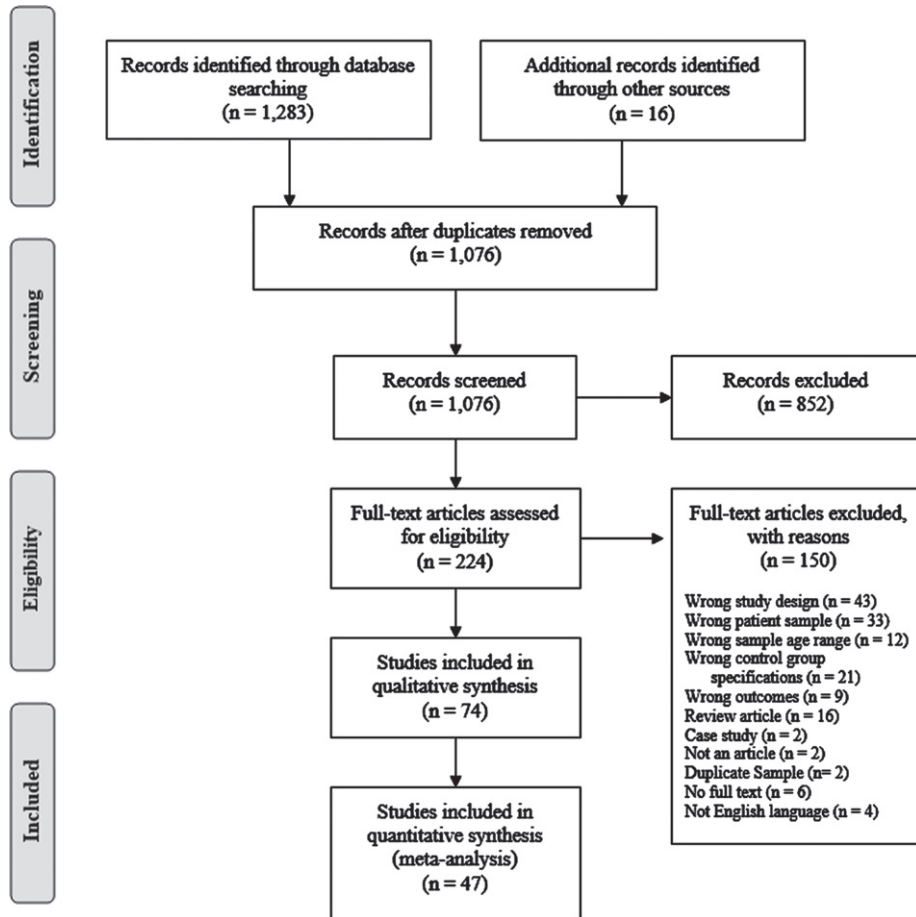 Identification
Records identified through database
searching
(n = 1,283)
Additional records identified
through other sources
(n = 16)
Records after duplicates removed
(n = 1,076)
Screening
Records screened
(n = 1,076)
Records excluded
(n = 852)
Eligibility
Full-text articles assessed
for eligibility
(n = 224)
Full-text articles excluded,
with reasons
(n = 150)
Wrong study design (n = 43)
Wrong patient sample (n = 33)
Wrong sample age range (n = 12)
Wrong control group
specifications (n = 21)
Wrong outcomes (n = 9)
Review article (n = 16)
Case study (n = 2)
Not an article (n = 2)
Duplicate Sample (n= 2)
No full text (n = 6)
Not English language (n = 4)
Studies included in
qualitative synthesis
(n = 74)
Included
Studies included in
quantitative synthesis
(meta-analysis)
(n = 47)